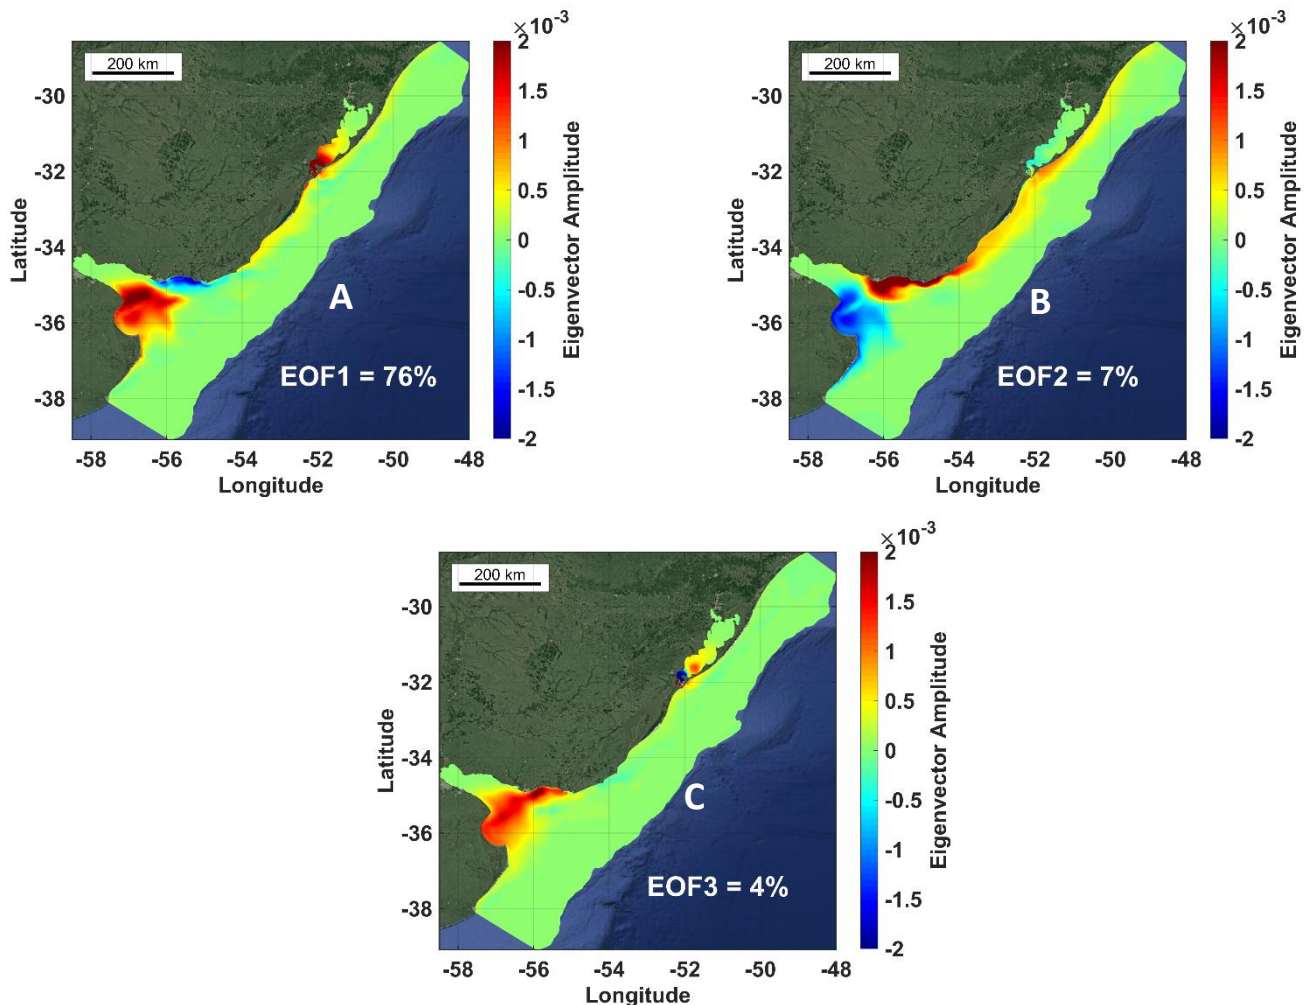 ×10⁻³
200 km
2
1.5
1
0.5
0
-0.5
-1
-1.5
-2
Eigenvector Amplitude
-30
-32
-34
-36
-38
Latitude
A
EOF1 = 76%
-58 -56 -54 -52 -50 -48
Longitude
×10⁻³
200 km
2
1.5
1
0.5
0
-0.5
-1
-1.5
-2
Eigenvector Amplitude
-30
-32
-34
-36
-38
Latitude
B
EOF2 = 7%
-58 -56 -54 -52 -50 -48
Longitude
×10⁻³
200 km
2
1.5
1
0.5
0
-0.5
-1
-1.5
-2
Eigenvector Amplitude
-30
-32
-34
-36
-38
Latitude
C
EOF3 = 4%
-58 -56 -54 -52 -50 -48
Longitude